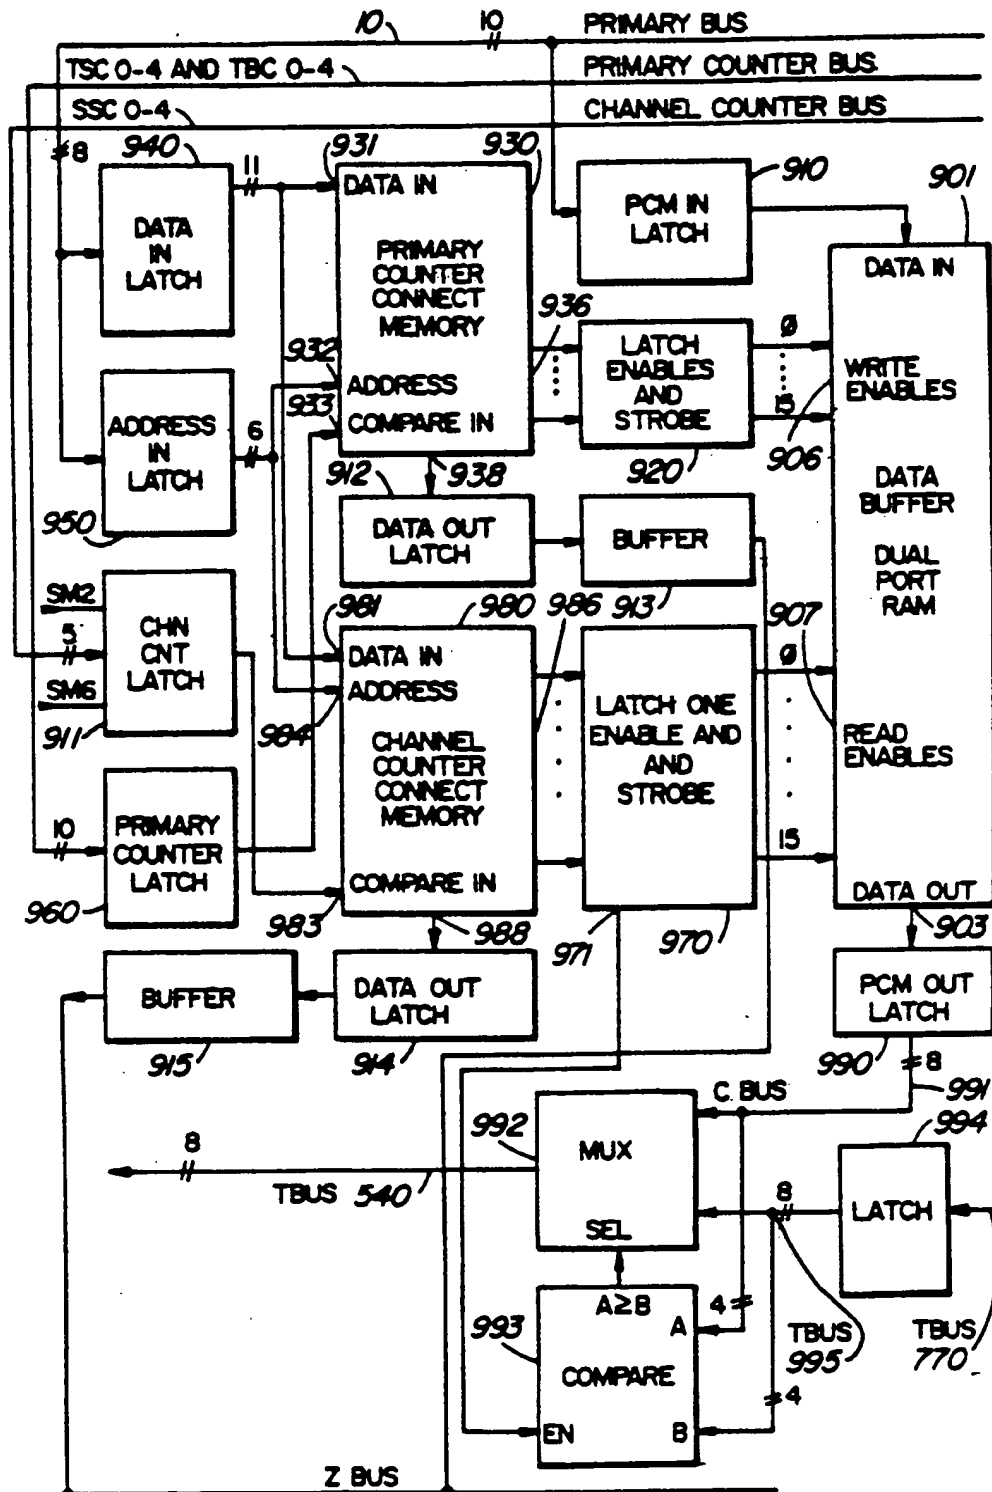 10 10 PRIMARY BUS
TSC 0-4 AND TBC 0-4 PRIMARY COUNTER BUS
SSC 0-4 CHANNEL COUNTER BUS
8 940 11 931 930 910 901
DATA IN LATCH
DATA IN
PRIMARY COUNTER CONNECT MEMORY
932 ADDRESS
933 COMPARE IN
936
938
PCM IN LATCH
DATA IN
LATCH ENABLES AND STROBE
920
Ø
15
WRITE ENABLES
906
DATA BUFFER
DUAL PORT RAM
ADDRESS IN LATCH
6
950
912
DATA OUT LATCH
BUFFER
913
SM2
5
SM6
CHN CNT LATCH
911
981 980 986
DATA IN
ADDRESS
984
CHANNEL COUNTER CONNECT MEMORY
COMPARE IN
983
988
LATCH ONE ENABLE AND AND STROBE
971
970
907
Ø
15
READ ENABLES
DATA OUT
903
10
PRIMARY COUNTER LATCH
960
BUFFER
915
DATA OUT LATCH
914
PCM OUT LATCH
990
8
991
C BUS
992
MUX
SEL
8
TBUS 540
994
LATCH
8
TBUS 995
TBUS 770
993
A≥B
A
COMPARE
EN
B
4
4
Z BUS